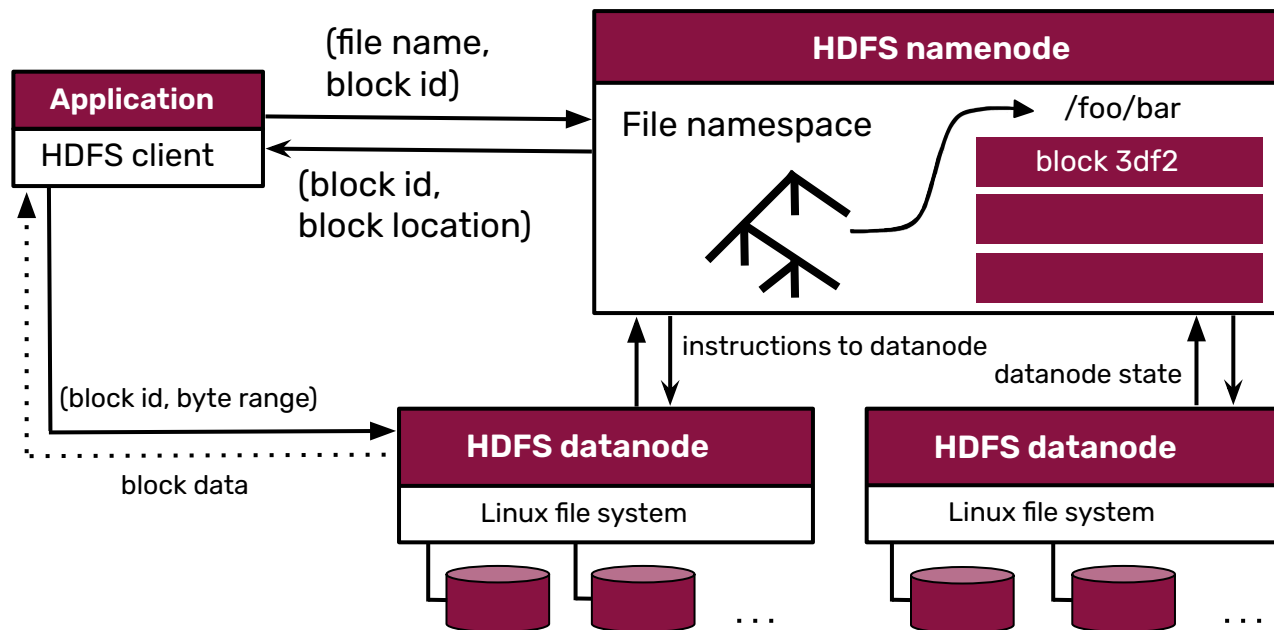 (file name,
block id)
HDFS namenode
Application
HDFS client
File namespace
/foo/bar
block 3df2
(block id,
block location)
instructions to datanode
datanode state
(block id, byte range)
HDFS datanode
HDFS datanode
block data
Linux file system
Linux file system
...
...